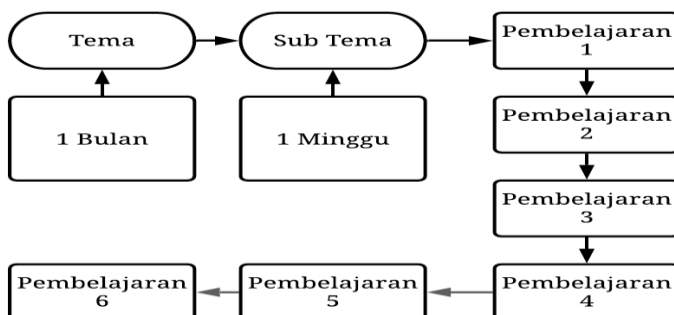 Tema
Sub Tema
Pembelajaran
1
1 Bulan
1 Minggu
Pembelajaran
2
Pembelajaran
3
Pembelajaran
4
Pembelajaran
5
Pembelajaran
6